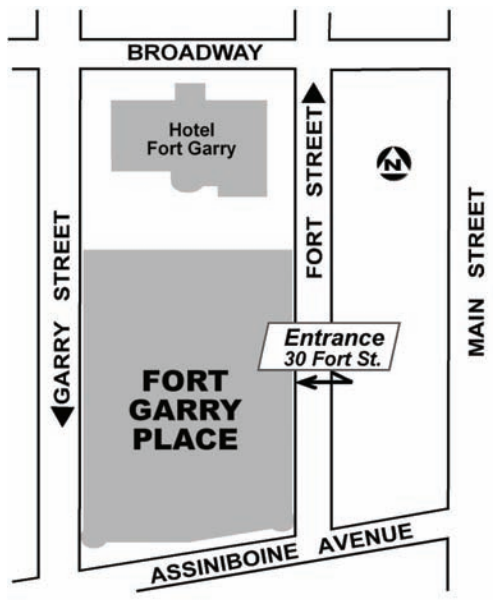 BROADWAY
Hotel
Fort Garry
FORT STREET
N
GARRY STREET
MAIN STREET
Entrance
30 Fort St.
FORT
GARRY
PLACE
ASSINIBOINE AVENUE